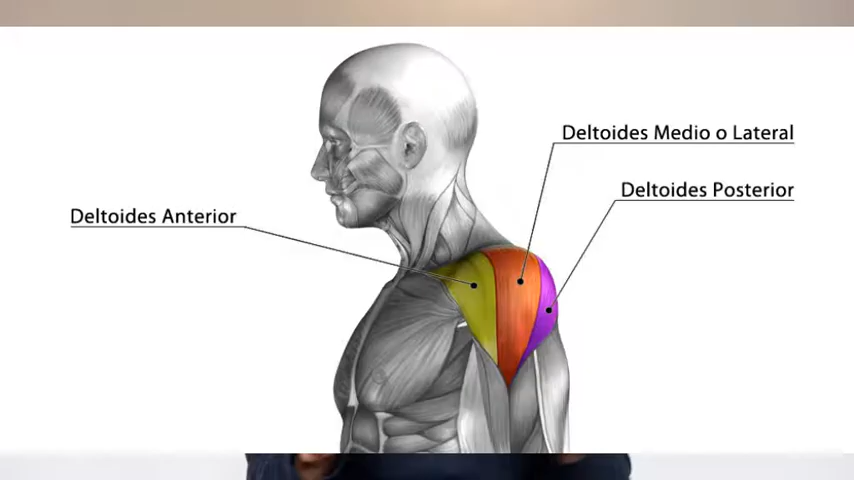 Deltoides Medio o Lateral
Deltoides Posterior
Deltoides Anterior